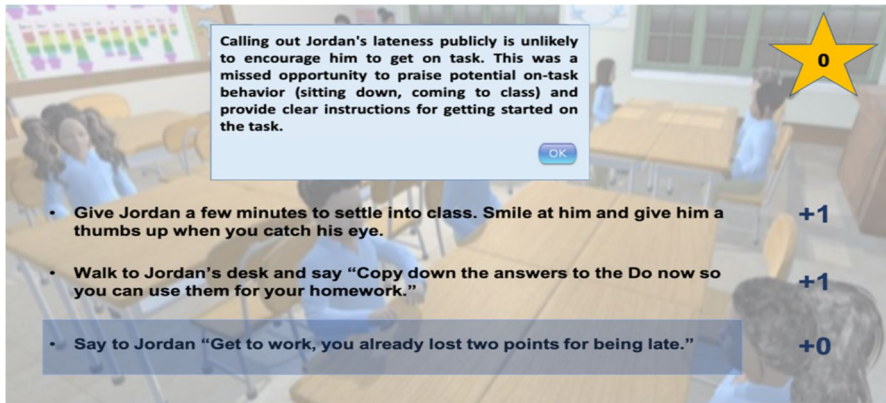 Calling out Jordan's lateness publicly is unlikely
to encourage him to get on task. This was a
missed opportunity to praise potential on-task
behavior (sitting down, coming to class) and
provide clear instructions for getting started on
the task.
OK
0
• Give Jordan a few minutes to settle into class. Smile at him and give him a
thumbs up when you catch his eye.
+1
• Walk to Jordan's desk and say “Copy down the answers to the Do now so
you can use them for your homework.”
+1
• Say to Jordan “Get to work, you already lost two points for being late.”
+0